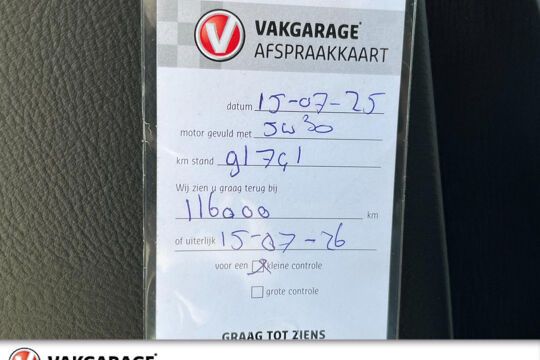 VAKGARAGE
AFSPRAAKKAART
datum 15-07-25
motor gevuld met 5w30
km stand 91791
Wij zien u graag terug bij
116000 km
of uiterlijk 15-07-26
voor een kleine controle
grote controle
GRAAG TOT ZIENS
VAKGARAGE